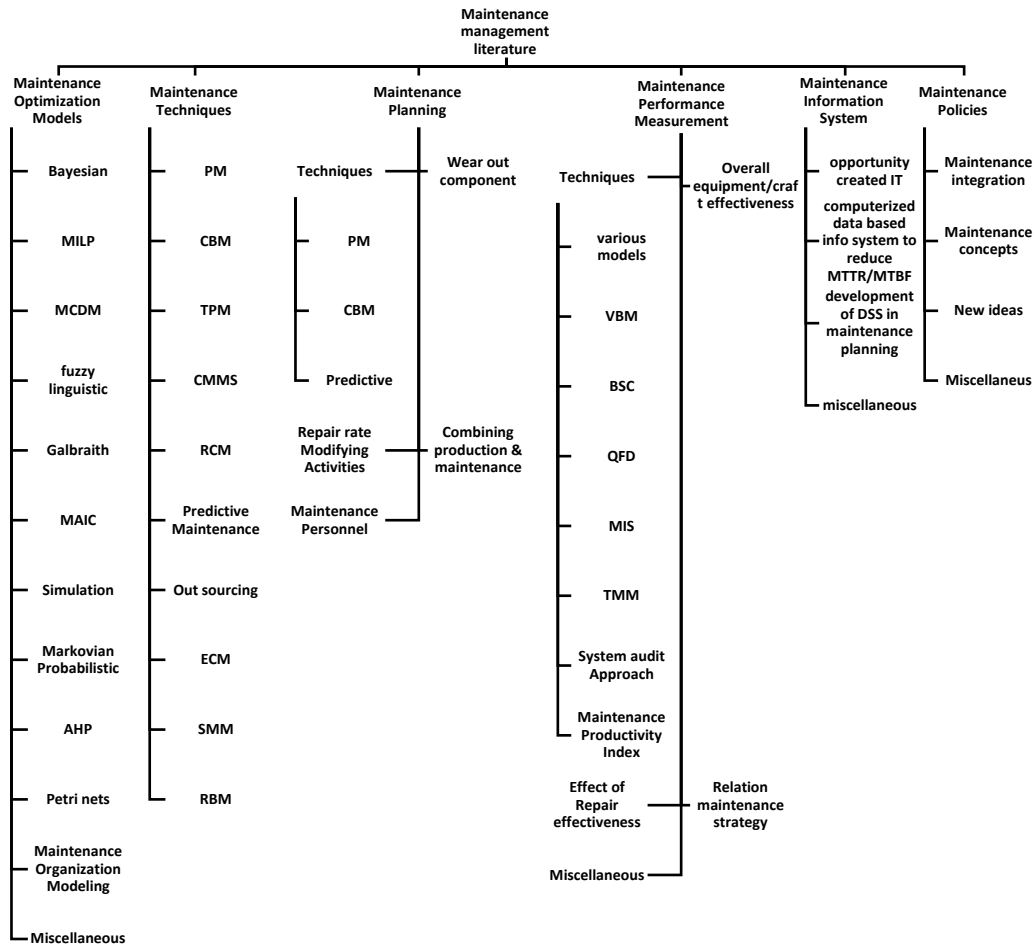 Maintenance
management
literature
Maintenance
Optimization
Models
Bayesian
MILP
MCDM
fuzzy
linguistic
Galbraith
MAIC
Simulation
Markovian
Probabilistic
AHP
Petri nets
Maintenance
Organization
Modeling
Miscellaneous
Maintenance
Techniques
PM
CBM
TPM
CMMS
RCM
Predictive
Maintenance
Out sourcing
ECM
SMM
RBM
Maintenance
Planning
Techniques
PM
CBM
Predictive
Wear out
component
Repair rate
Modifying
Activities
Combining
production &
maintenance
Maintenance
Personnel
Maintenance
Performance
Measurement
Techniques
various
models
VBM
BSC
QFD
MIS
TMM
System audit
Approach
Maintenance
Productivity
Index
Overall
equipment/craf
t effectiveness
Effect of
Repair
effectiveness
Relation
maintenance
strategy
Miscellaneous
Maintenance
Information
System
opportunity
created IT
computerized
data based
info system to
reduce
MTTR/MTBF
development
of DSS in
maintenance
planning
miscellaneous
Maintenance
Policies
Maintenance
integration
Maintenance
concepts
New ideas
Miscellaneus